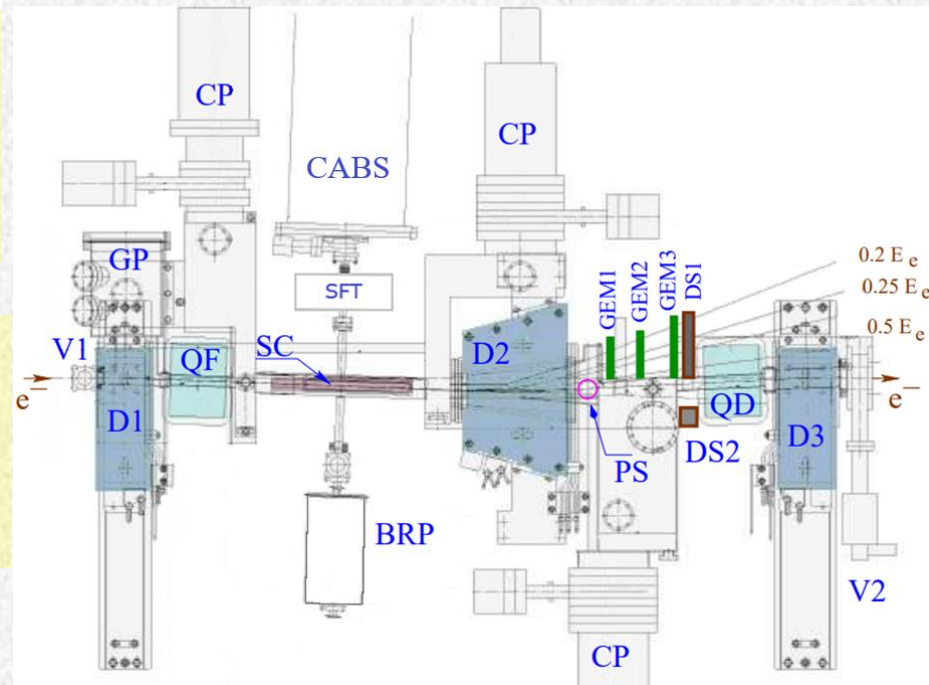 CP
CABS
CP
GP
SFT
GEM1
GEM2
GEM3
DS1
0.2 E e
0.25 E e
0.5 E e
V1
QF
SC
D2
e−
D1
QD
D3
e−
PS
DS2
BRP
V2
CP